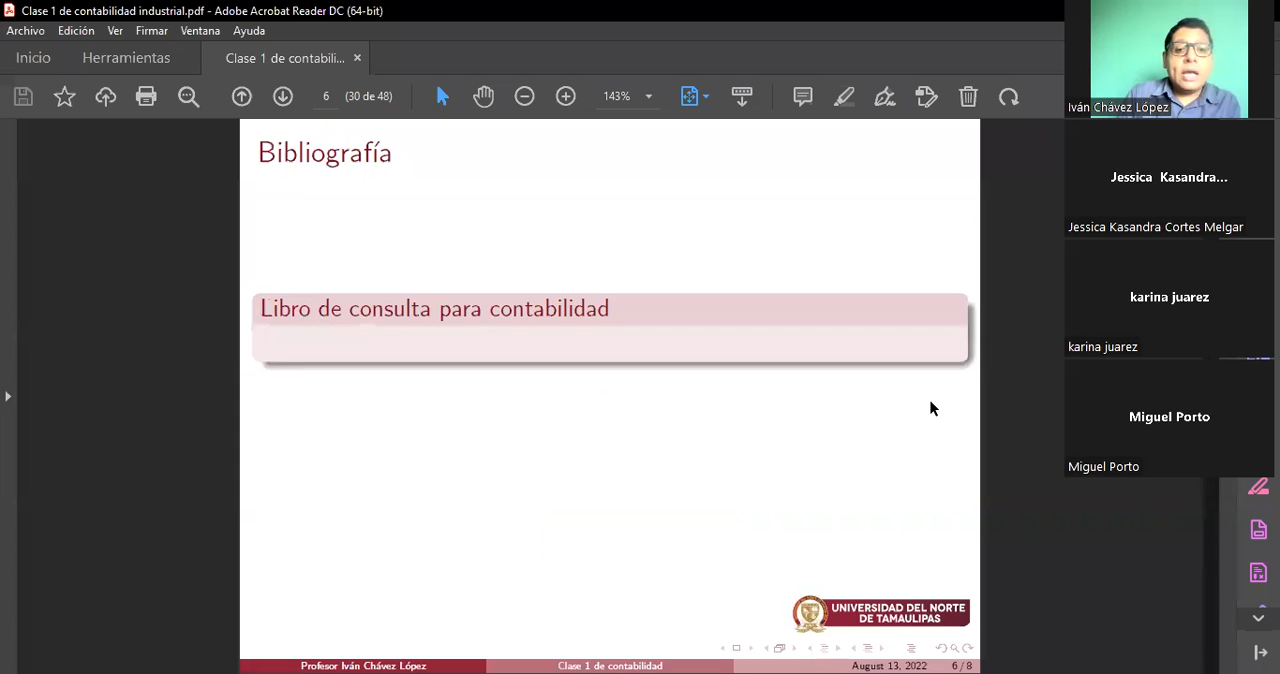 Clase 1 de contabilidad industrial.pdf - Adobe Acrobat Reader DC (64-bit)
Archivo Edición Ver Firmar Ventana Ayuda
Inicio Herramientas Clase 1 de contabili... ×
6 (30 de 48) 143%
Bibliografía
Libro de consulta para contabilidad
UNIVERSIDAD DEL NORTE
DE TAMAULIPAS
Profesor Iván Chávez López Clase 1 de contabilidad August 13, 2022 6 / 8
Iván Chávez López
Jessica Kasandra...
Jessica Kasandra Cortes Melgar
karina juarez
karina juarez
Miguel Porto
Miguel Porto